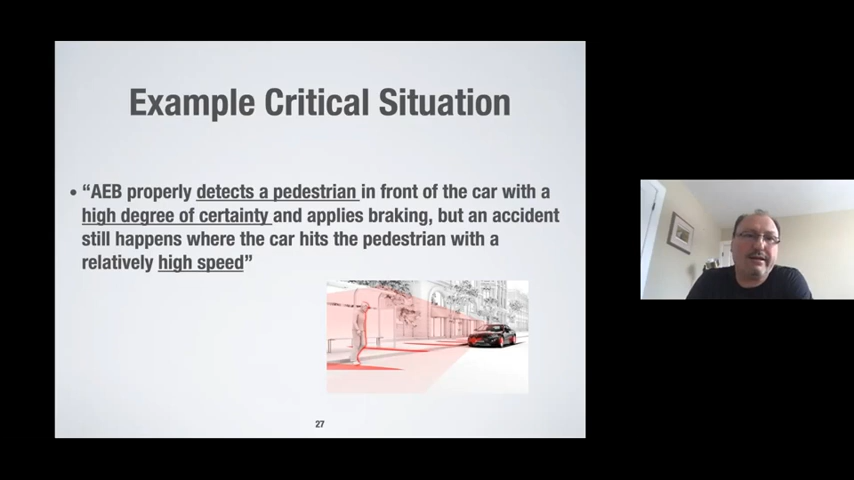 Example Critical Situation
• “AEB properly detects a pedestrian in front of the car with a
high degree of certainty and applies braking, but an accident
still happens where the car hits the pedestrian with a
relatively high speed”
27